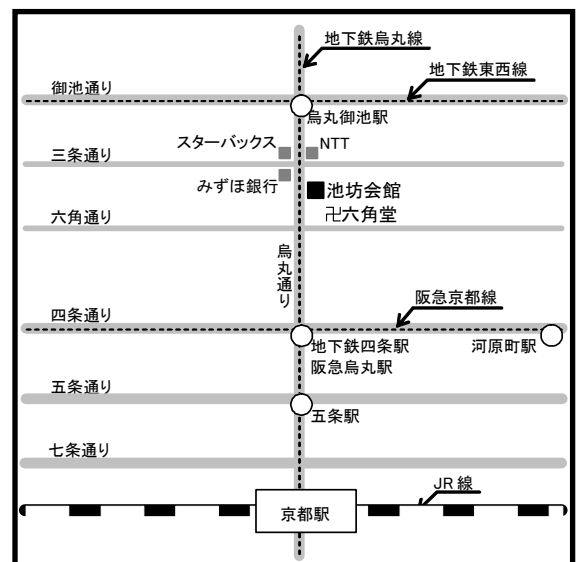 地下鉄烏丸線
地下鉄東西線
御池通り
烏丸御池駅
スターバックス
NTT
三条通り
みずほ銀行
池坊会館
卍六角堂
六角通り
烏丸通り
阪急京都線
四条通り
地下鉄四条駅
阪急烏丸駅
河原町駅
五条通り
五条駅
七条通り
JR 線
京都駅